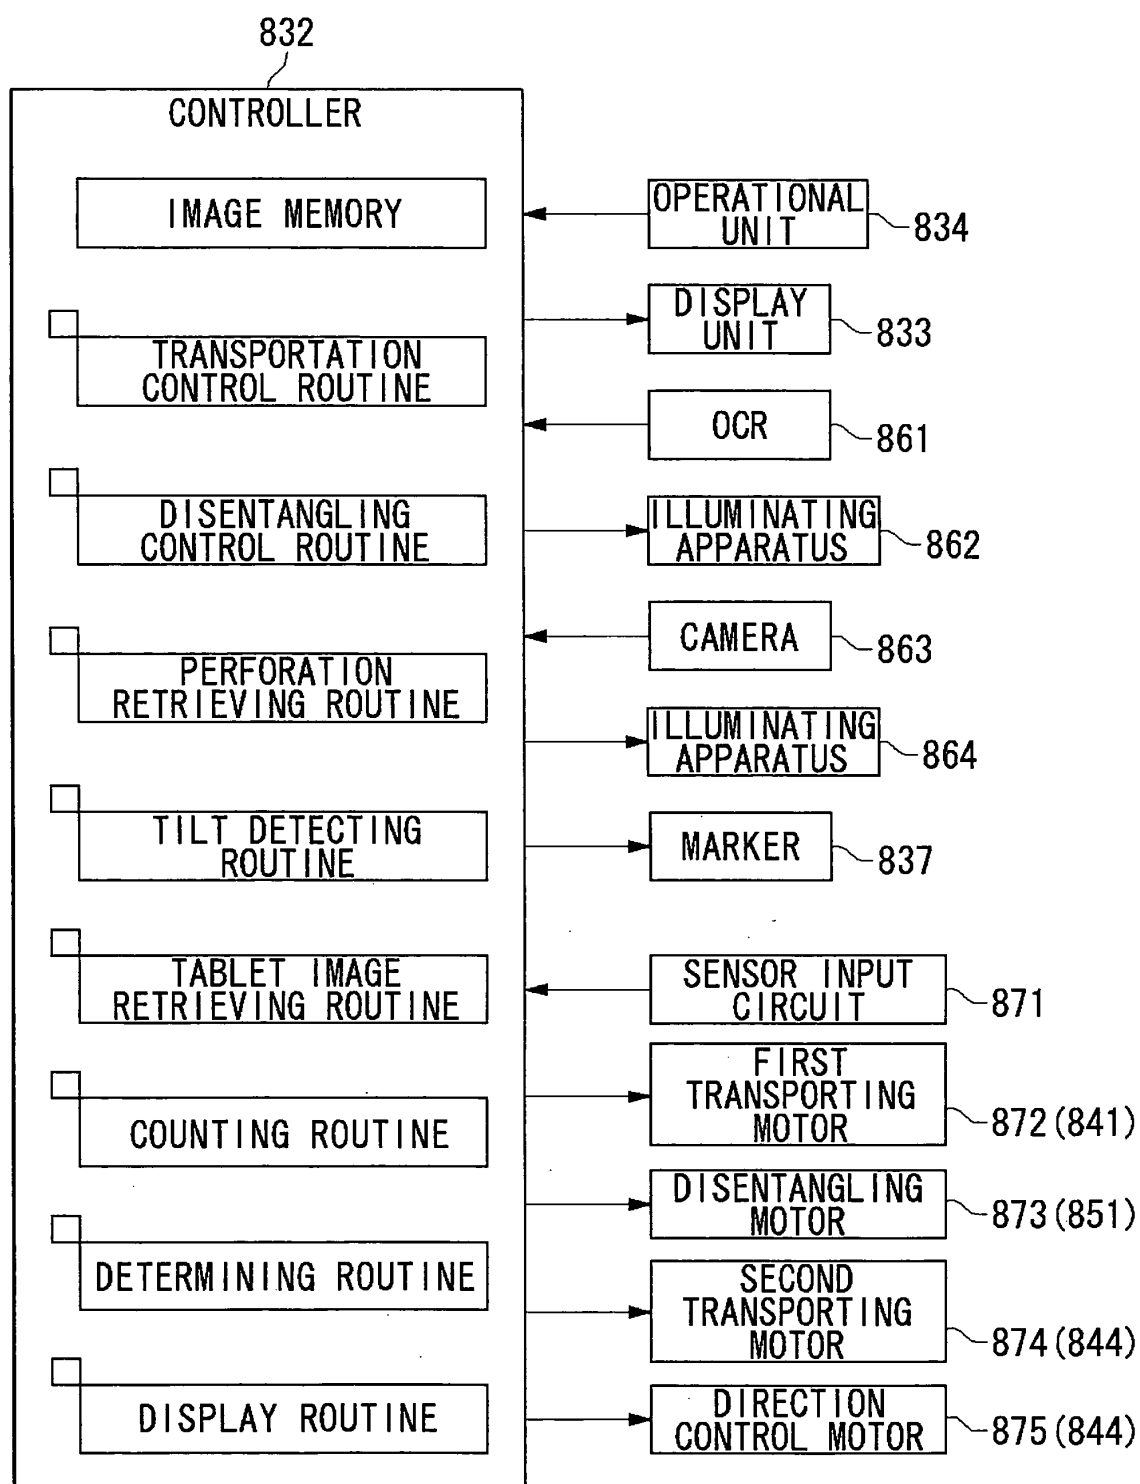 832
CONTROLLER
IMAGE MEMORY
TRANSPORTATION
CONTROL ROUTINE
DISENTANGLING
CONTROL ROUTINE
PERFORATION
RETRIEVING ROUTINE
TILT DETECTING
ROUTINE
TABLET IMAGE
RETRIEVING ROUTINE
COUNTING ROUTINE
DETERMINING ROUTINE
DISPLAY ROUTINE
OPERATIONAL
UNIT
834
DISPLAY
UNIT
833
OCR
861
ILLUMINATING
APPARATUS
862
CAMERA
863
ILLUMINATING
APPARATUS
864
MARKER
837
SENSOR INPUT
CIRCUIT
871
FIRST
TRANSPORTING
MOTOR
872(841)
DISENTANGLING
MOTOR
873(851)
SECOND
TRANSPORTING
MOTOR
874(844)
DIRECTION
CONTROL MOTOR
875(844)